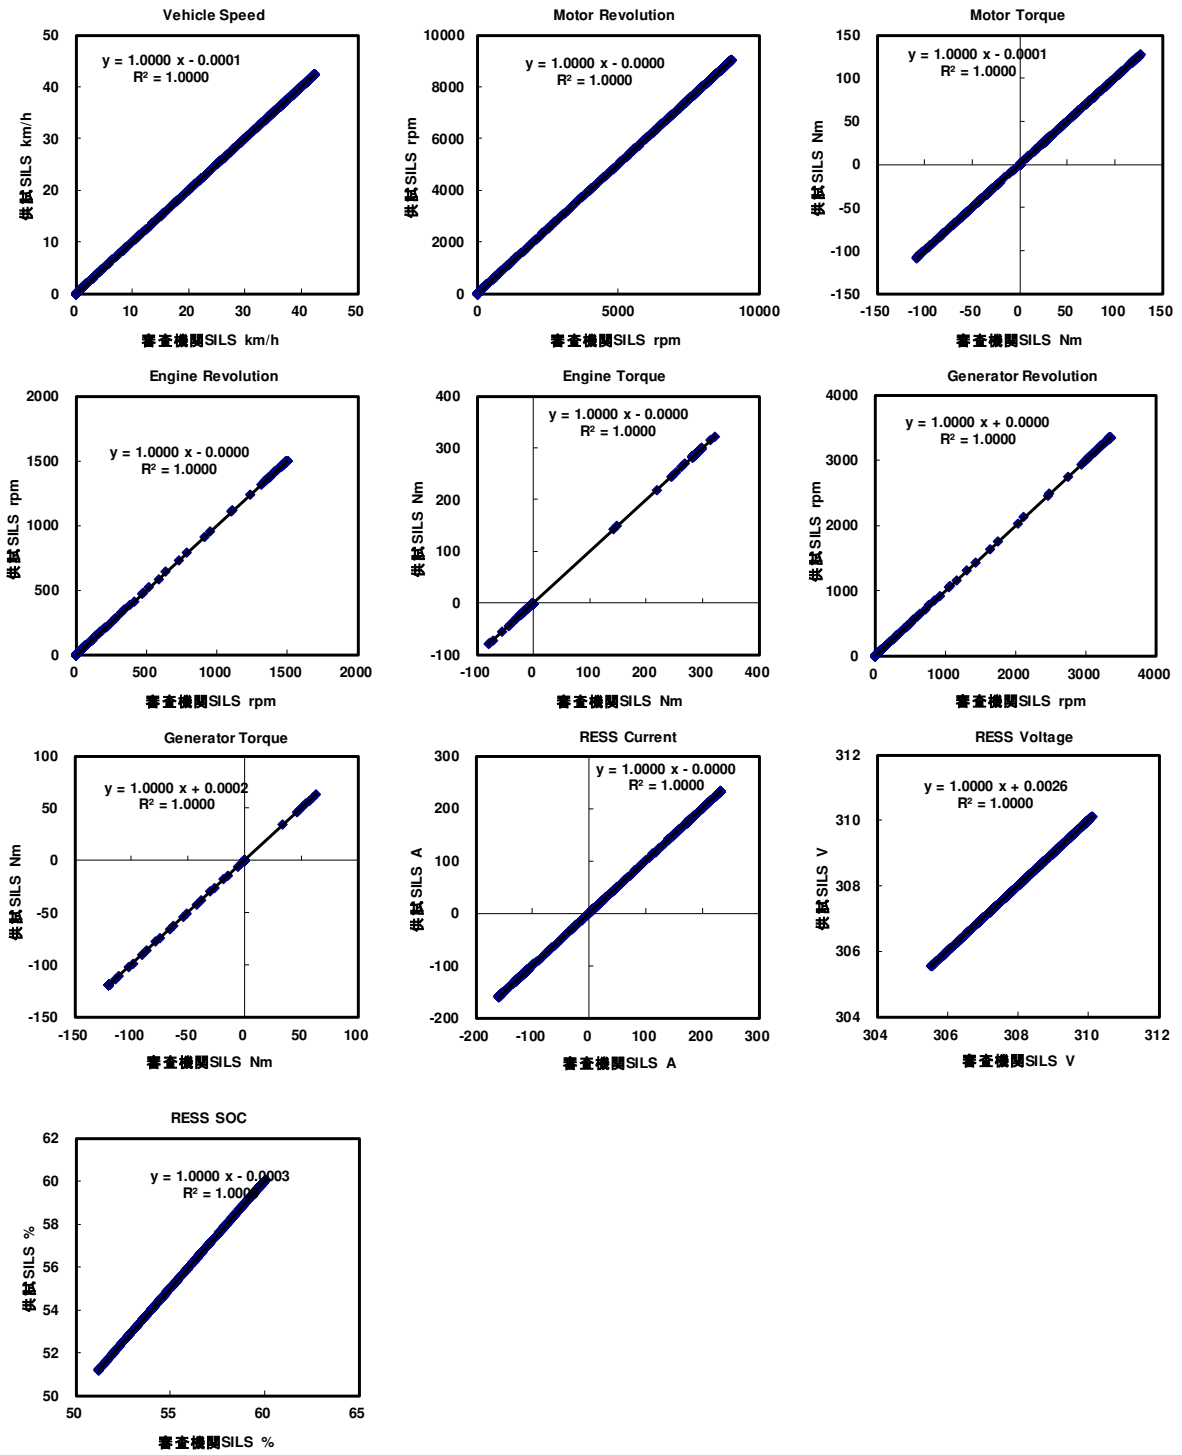 Vehicle Speed
50
40
30
20
10
0
y = 1.0000 x - 0.0001
R² = 1.0000
供試SILS km/h
0 10 20 30 40 50
審査機関SILS km/h
Motor Revolution
10000
8000
6000
4000
2000
0
y = 1.0000 x - 0.0000
R² = 1.0000
供試SILS rpm
0 5000 10000
審査機関SILS rpm
Motor Torque
150
100
50
0
-50
-100
-150
y = 1.0000 x - 0.0001
R² = 1.0000
供試SILS Nm
-150 -100 -50 0 50 100 150
審査機関SILS Nm
Engine Revolution
2000
1500
1000
500
0
y = 1.0000 x - 0.0000
R² = 1.0000
供試SILS rpm
0 500 1000 1500 2000
審査機関SILS rpm
Engine Torque
400
300
200
100
0
-100
y = 1.0000 x - 0.0000
R² = 1.0000
供試SILS Nm
-100 0 100 200 300 400
審査機関SILS Nm
Generator Revolution
4000
3000
2000
1000
0
y = 1.0000 x + 0.0000
R² = 1.0000
供試SILS rpm
0 1000 2000 3000 4000
審査機関SILS rpm
Generator Torque
100
50
0
-50
-100
-150
y = 1.0000 x + 0.0002
R² = 1.0000
供試SILS Nm
-150 -100 -50 0 50 100
審査機関SILS Nm
RESS Current
300
200
100
0
-100
-200
y = 1.0000 x - 0.0000
R² = 1.0000
供試SILS A
-200 -100 0 100 200 300
審査機関SILS A
RESS Voltage
312
310
308
306
304
y = 1.0000 x + 0.0026
R² = 1.0000
供試SILS V
304 306 308 310 312
審査機関SILS V
RESS SOC
62
60
58
56
54
52
50
y = 1.0000 x - 0.0003
R² = 1.0000
供試SILS %
50 55 60 65
審査機関SILS %